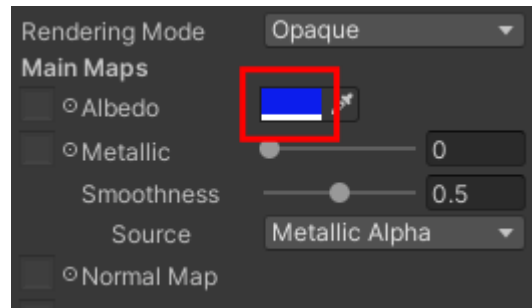 Rendering Mode Opaque
Main Maps
Albedo
Metallic 0
Smoothness 0.5
Source Metallic Alpha
Normal Map